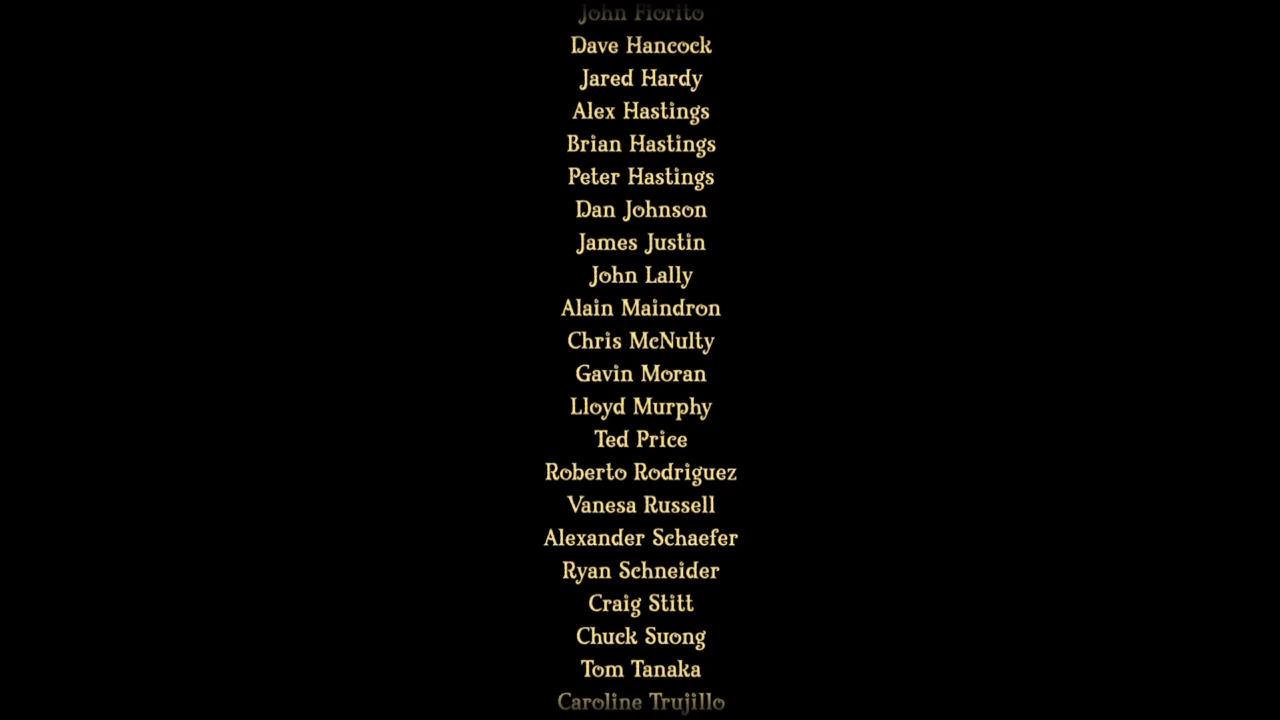 John Fiorito
Dave Hancock
Jared Hardy
Alex Hastings
Brian Hastings
Peter Hastings
Dan Johnson
James Justin
John Lally
Alain Maindron
Chris McNulty
Gavin Moran
Lloyd Murphy
Ted Price
Roberto Rodriguez
Vanesa Russell
Alexander Schaefer
Ryan Schneider
Craig Stitt
Chuck Suong
Tom Tanaka
Caroline Trujillo